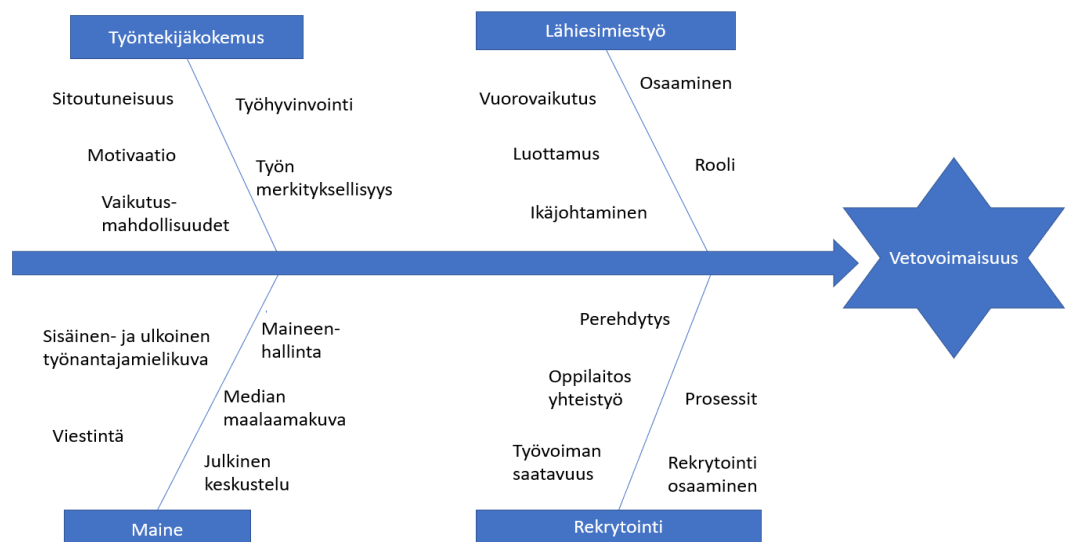 Työntekijäkokemus
Sitoutuneisuus
Työhyvinvointi
Motivaatio
Työn
merkityksellisyys
Vaikutus-
mahdollisuudet
Lähiesimiestyö
Osaaminen
Vuorovaikutus
Luottamus
Rooli
Ikäjohtaminen
Vetovoimaisuus
Sisäinen- ja ulkoinen
työnantajamielikuva
Maineen-
hallinta
Median
maalaamakuva
Viestintä
Julkinen
keskustelu
Maine
Perehdytys
Oppilaitos
yhteistyö
Prosessit
Työvoiman
saatavuus
Rekrytointi
osaaminen
Rekrytointi